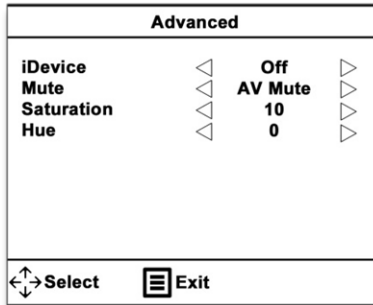 Advanced
iDevice Off
Mute AV Mute
Saturation 10
Hue 0
Select Exit